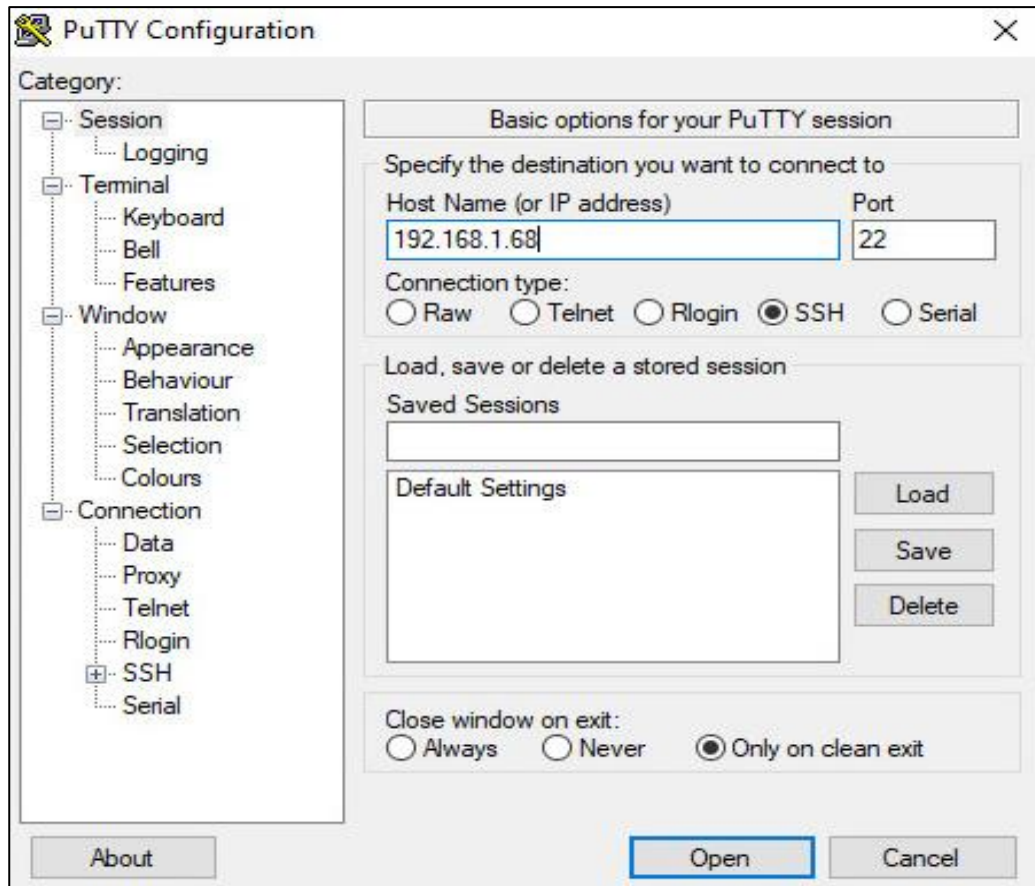 PuTTY Configuration
Category:
Session
Logging
Terminal
Keyboard
Bell
Features
Window
Appearance
Behaviour
Translation
Selection
Colours
Connection
Data
Proxy
Telnet
Rlogin
SSH
Serial
Basic options for your PuTTY session
Specify the destination you want to connect to
Host Name (or IP address) Port
192.168.1.68 22
Connection type:
Raw Telnet Rlogin SSH Serial
Load, save or delete a stored session
Saved Sessions
Default Settings
Load
Save
Delete
Close window on exit:
Always Never Only on clean exit
About Open Cancel